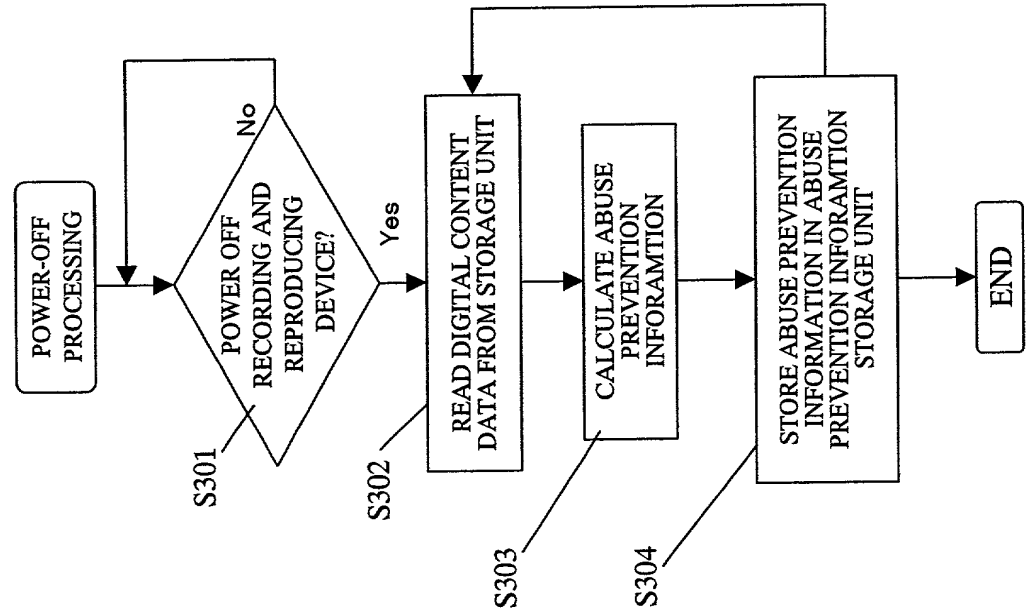 POWER-OFF
PROCESSING
No
POWER OFF
RECORDING AND
REPRODUCING
DEVICE?
S301
Yes
READ DIGITAL CONTENT
DATA FROM STORAGE UNIT
S302
CALCULATE ABUSE
PREVENTION
INFORAMTION
S303
STORE ABUSE PREVENTION
INFORMATION IN ABUSE
PREVENTION INFORAMTION
STORAGE UNIT
S304
END